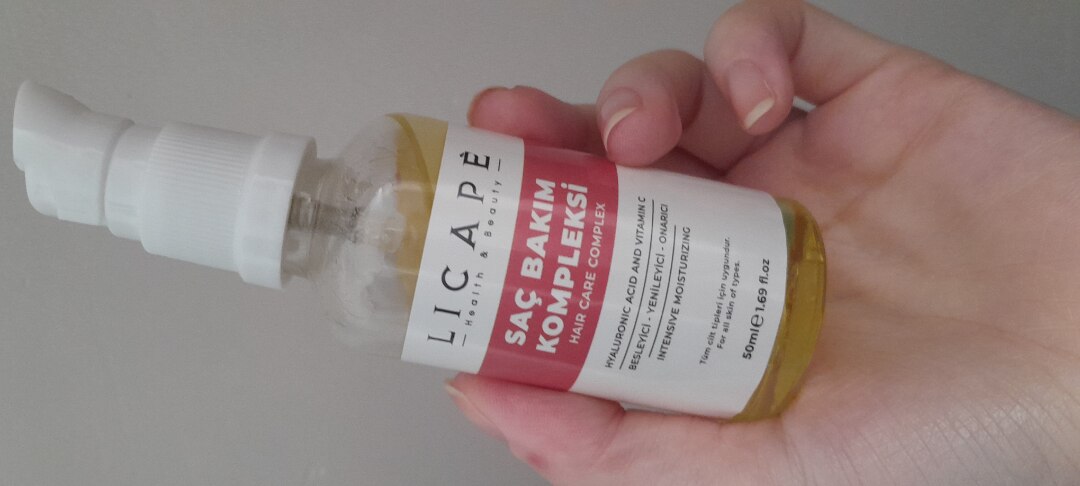 LICAPÈ
Health & Beauty
SAÇ BAKIM
KOMPLEKSİ
HAIR CARE COMPLEX
HYALURONIC ACID AND VITAMIN C
BESLEYİCİ - YENİLEYİCİ - ONARICI
INTENSIVE MOISTURIZING
Tüm cilt tipleri için uygundur.
For all skin of types.
50ml ℮ 1.69 fl.oz